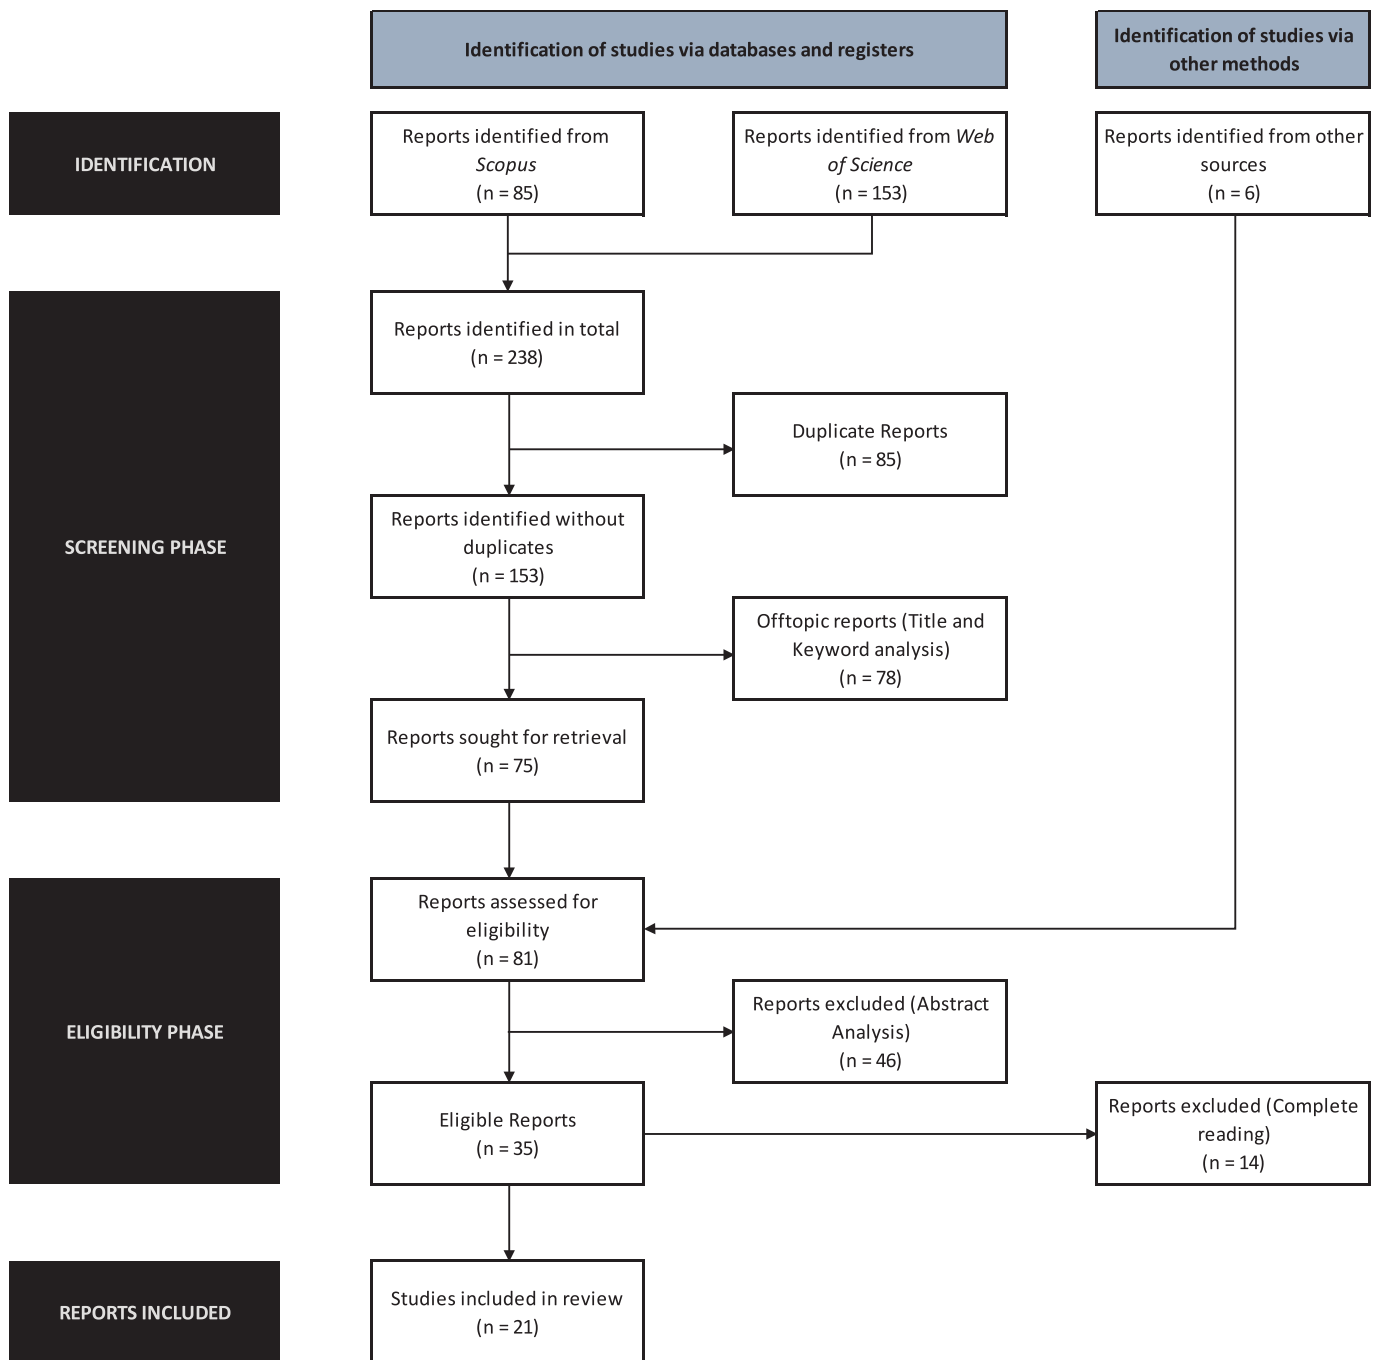 Identification of studies via databases and registers
Identification of studies via
other methods
IDENTIFICATION
Reports identified from
Scopus
(n = 85)
Reports identified from Web
of Science
(n = 153)
Reports identified from other
sources
(n = 6)
SCREENING PHASE
Reports identified in total
(n = 238)
Duplicate Reports
(n = 85)
Reports identified without
duplicates
(n = 153)
Offtopic reports (Title and
Keyword analysis)
(n = 78)
Reports sought for retrieval
(n = 75)
ELIGIBILITY PHASE
Reports assessed for
eligibility
(n = 81)
Reports excluded (Abstract
Analysis)
(n = 46)
Eligible Reports
(n = 35)
Reports excluded (Complete
reading)
(n = 14)
REPORTS INCLUDED
Studies included in review
(n = 21)